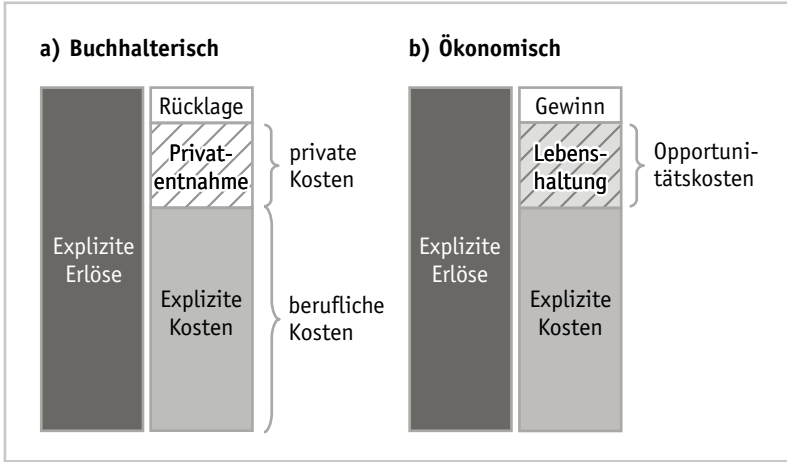 a) Buchhalterisch
Rücklage
Privat-
entnahme
private
Kosten
Explizite
Erlöse
Explizite
Kosten
berufliche
Kosten
b) Ökonomisch
Gewinn
Lebens-
haltung
Opportuni-
tätskosten
Explizite
Erlöse
Explizite
Kosten